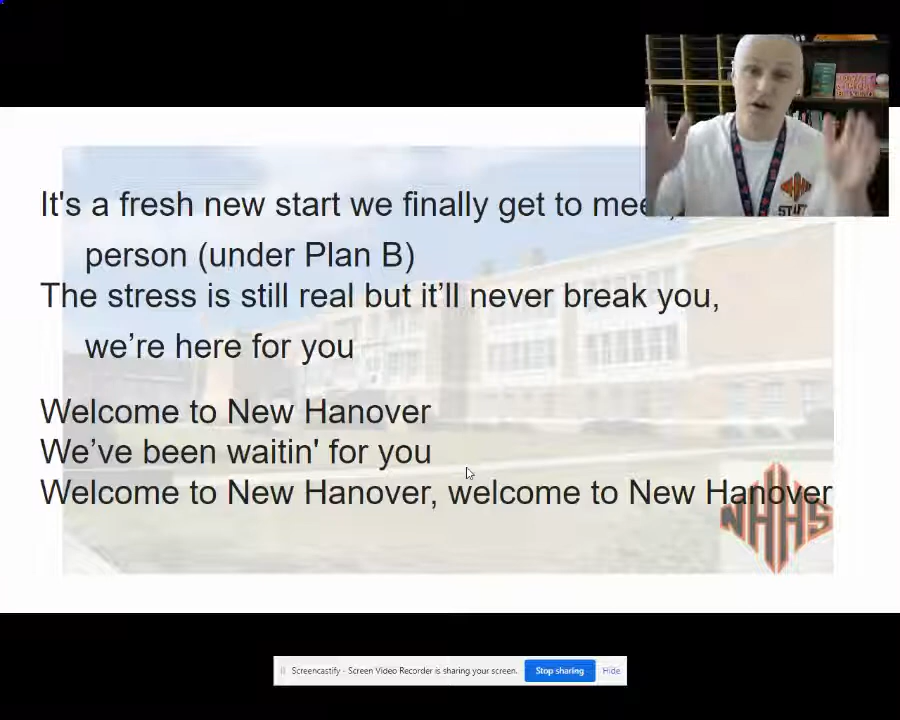 It's a fresh new start we finally get to
person (under Plan B)
The stress is still real but it’ll never break you,
we’re here for you
Welcome to New Hanover
We’ve been waitin' for you
Welcome to New Hanover, welcome to New Hanover
NHHS
Screencastify - Screen Video Recorder is sharing your screen.
Stop sharing
Hide